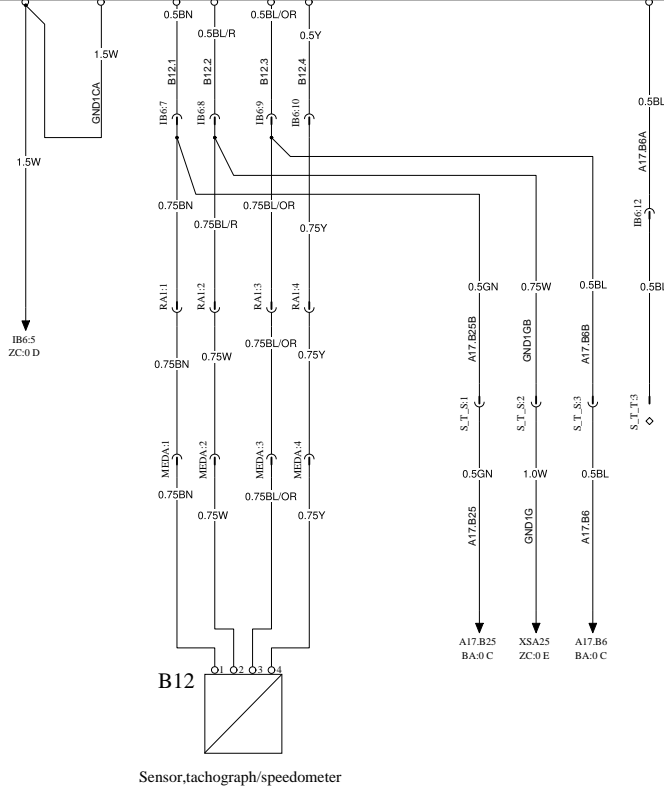 0.5BN
0.5BL/R
0.5BL/OR
0.5Y
1.5W
GND1CA
B12.1
B12.2
B12.3
B12.4
0.5BL
A17.B6A
IB6:7
IB6:8
IB6:9
IB6:10
1.5W
0.75BN
0.75BL/R
0.75BL/OR
0.75Y
IB6:12
0.5GN
0.75W
0.5BL
0.5BL
RA1:1
RA1:2
RA1:3
RA1:4
IB6:5
ZC:0 D
0.75BN
0.75W
0.75BL/OR
0.75Y
A17.B25B
GND1GB
A17.B6B
S_T_S:1
S_T_S:2
S_T_S:3
S_T_T:3
MEDA:1
MEDA:2
MEDA:3
MEDA:4
0.75BN
0.75W
0.75BL/OR
0.75Y
0.5GN
1.0W
0.5BL
A17.B25
GND1G
A17.B6
A17.B25
BA:0 C
XSA25
ZC:0 E
A17.B6
BA:0 C
1 2 3 4
B12
Sensor,tachograph/speedometer